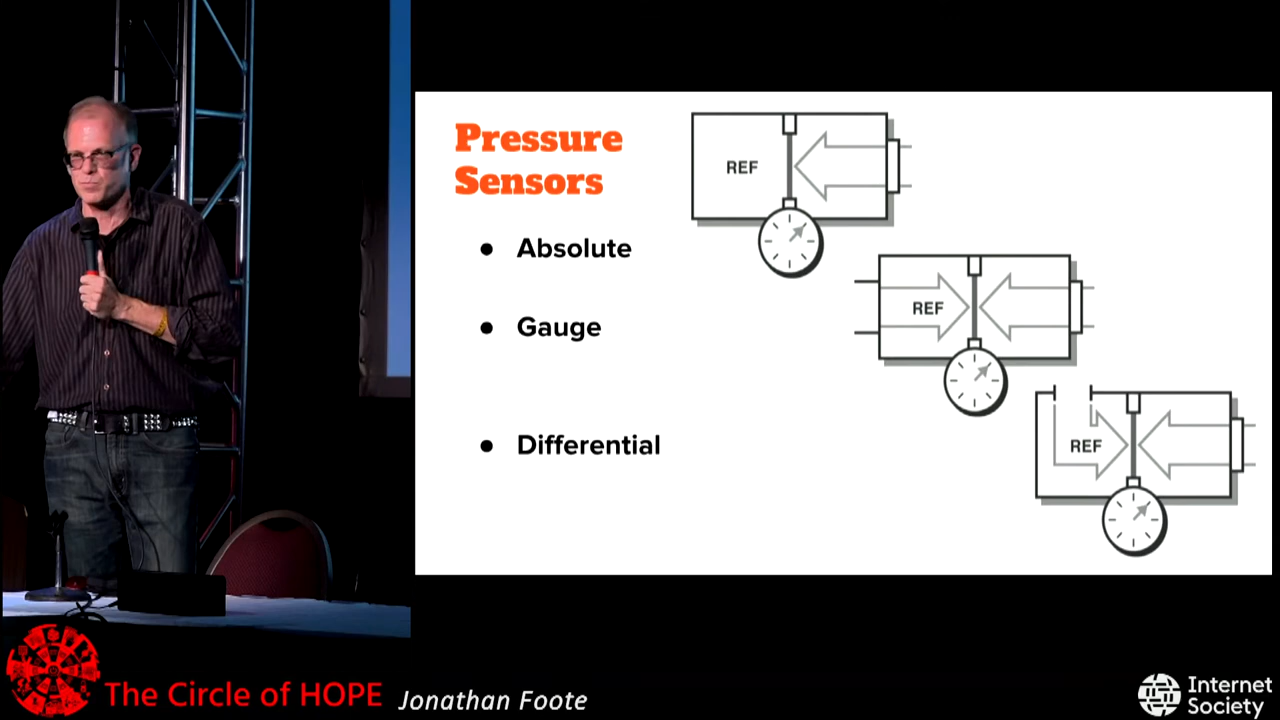 Pressure
Sensors
Absolute
Gauge
Differential
REF
REF
REF
The Circle of HOPE
Jonathan Foote
Internet
Society